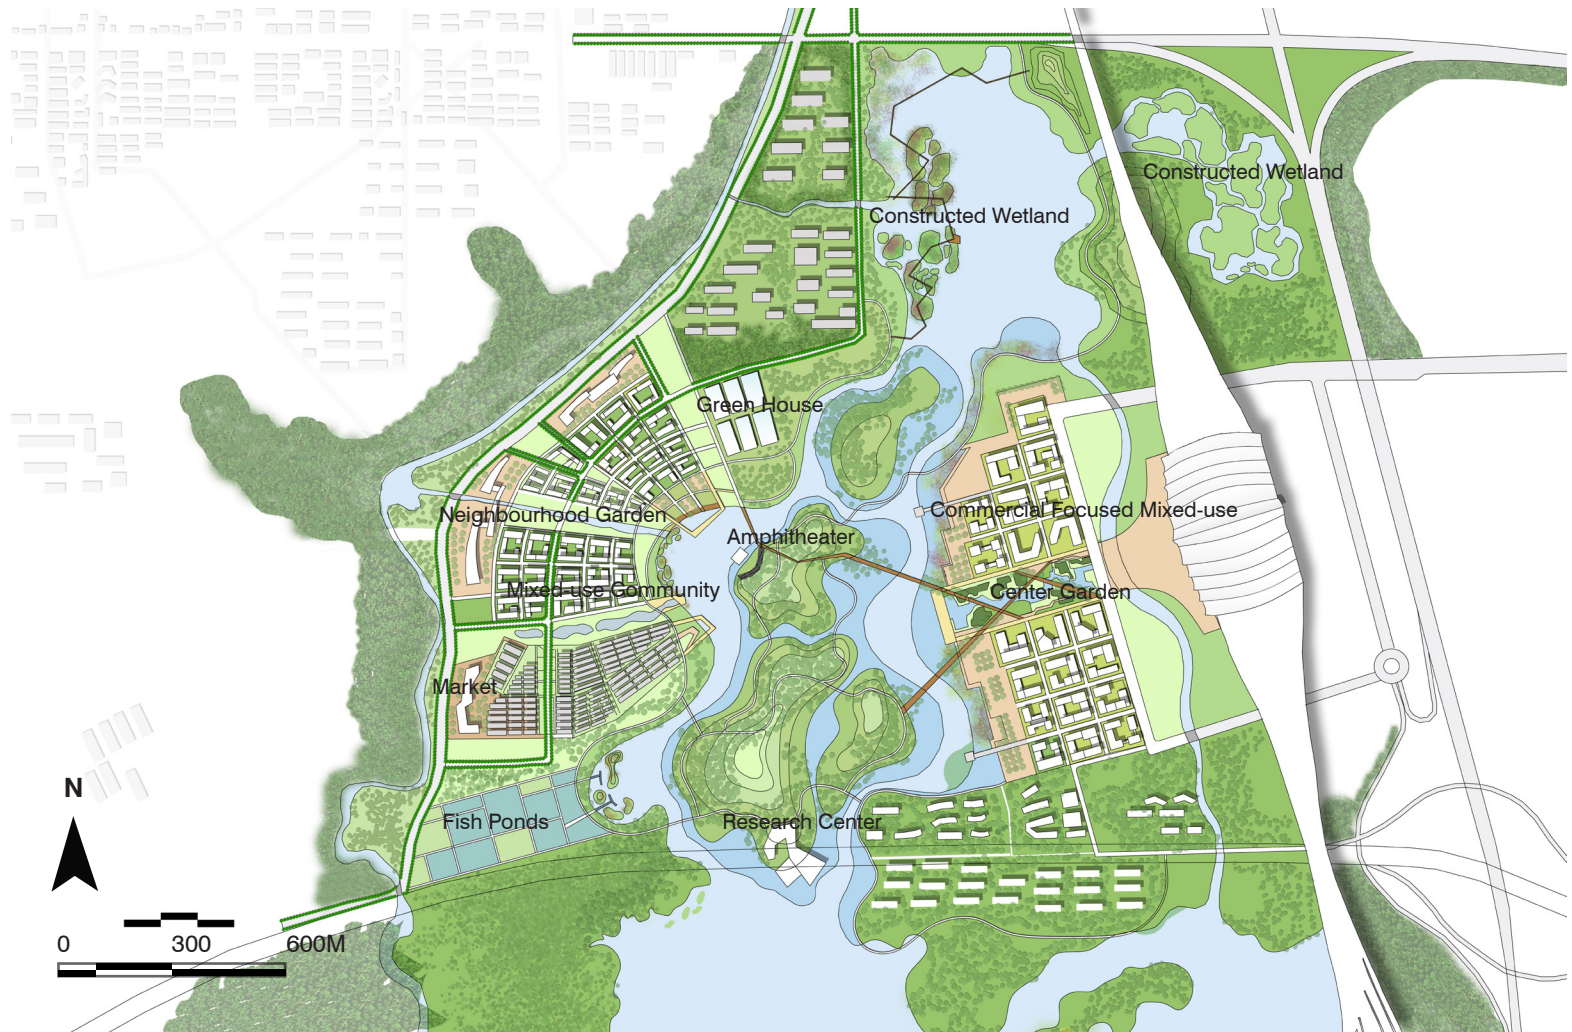 Constructed Wetland
Constructed Wetland
Green House
Neighbourhood Garden
Commercial Focused Mixed-use
Amphitheater
Mixed-use Community
Center Garden
Market
N
Fish Ponds
Research Center
0 300 600M